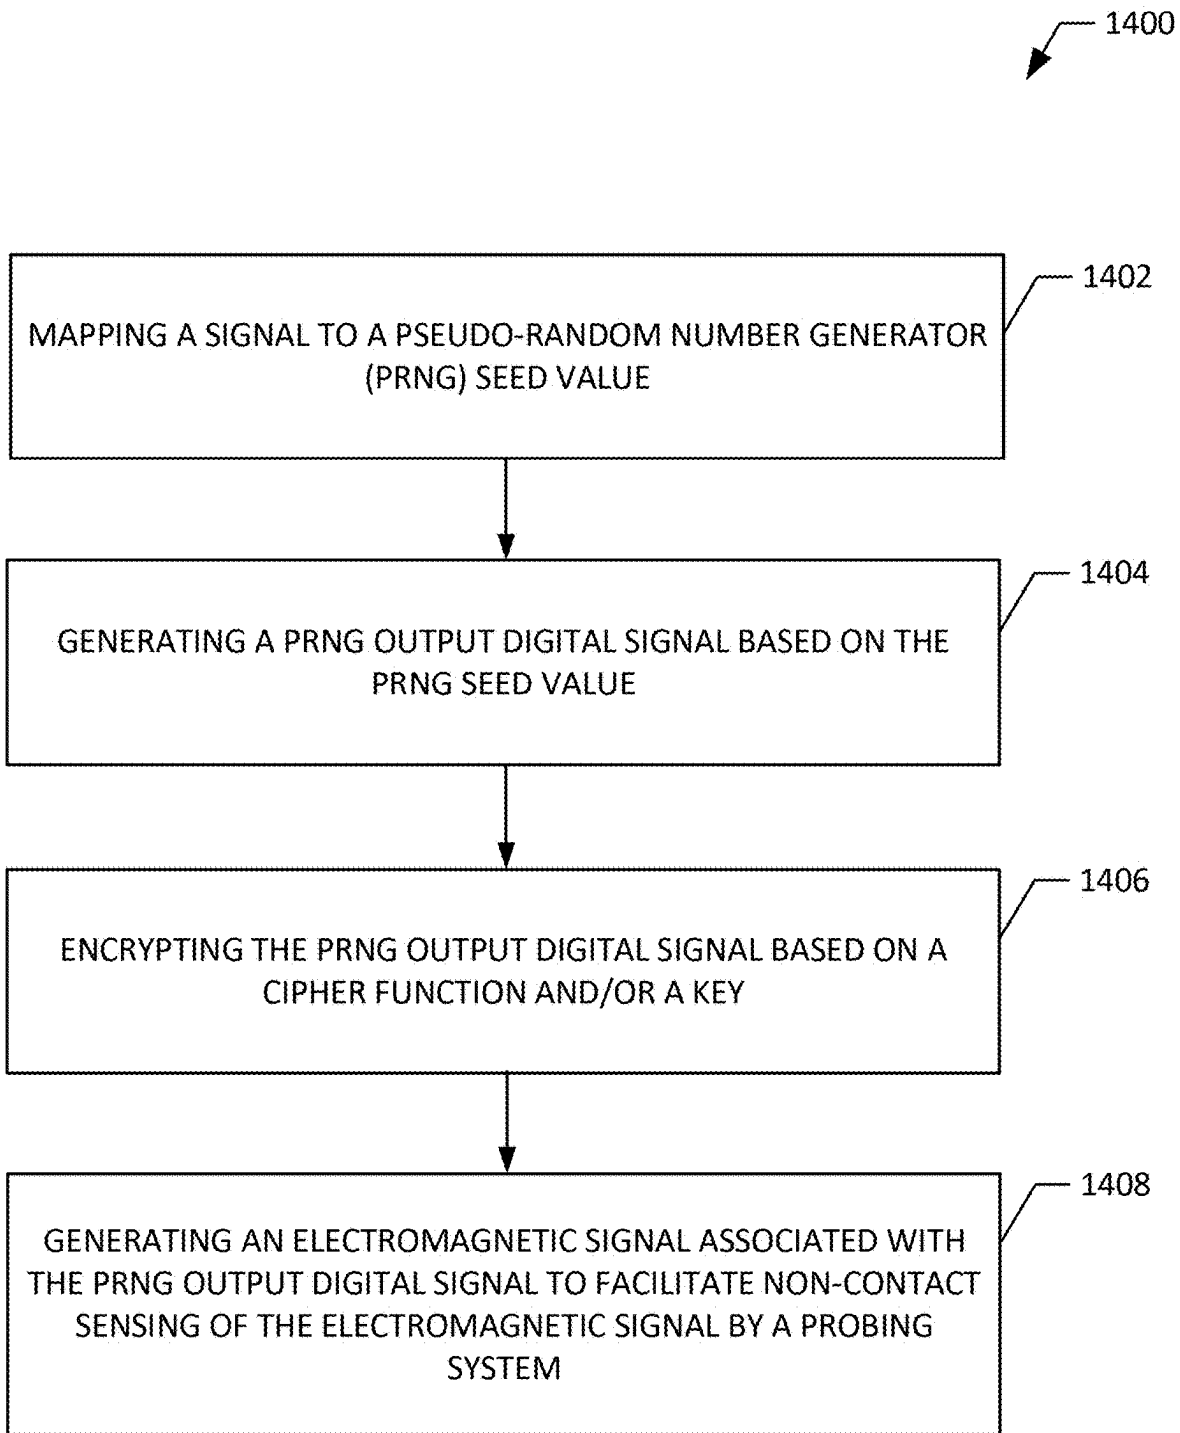 1400
1402
MAPPING A SIGNAL TO A PSEUDO-RANDOM NUMBER GENERATOR
(PRNG) SEED VALUE
1404
GENERATING A PRNG OUTPUT DIGITAL SIGNAL BASED ON THE
PRNG SEED VALUE
1406
ENCRYPTING THE PRNG OUTPUT DIGITAL SIGNAL BASED ON A
CIPHER FUNCTION AND/OR A KEY
1408
GENERATING AN ELECTROMAGNETIC SIGNAL ASSOCIATED WITH
THE PRNG OUTPUT DIGITAL SIGNAL TO FACILITATE NON-CONTACT
SENSING OF THE ELECTROMAGNETIC SIGNAL BY A PROBING
SYSTEM